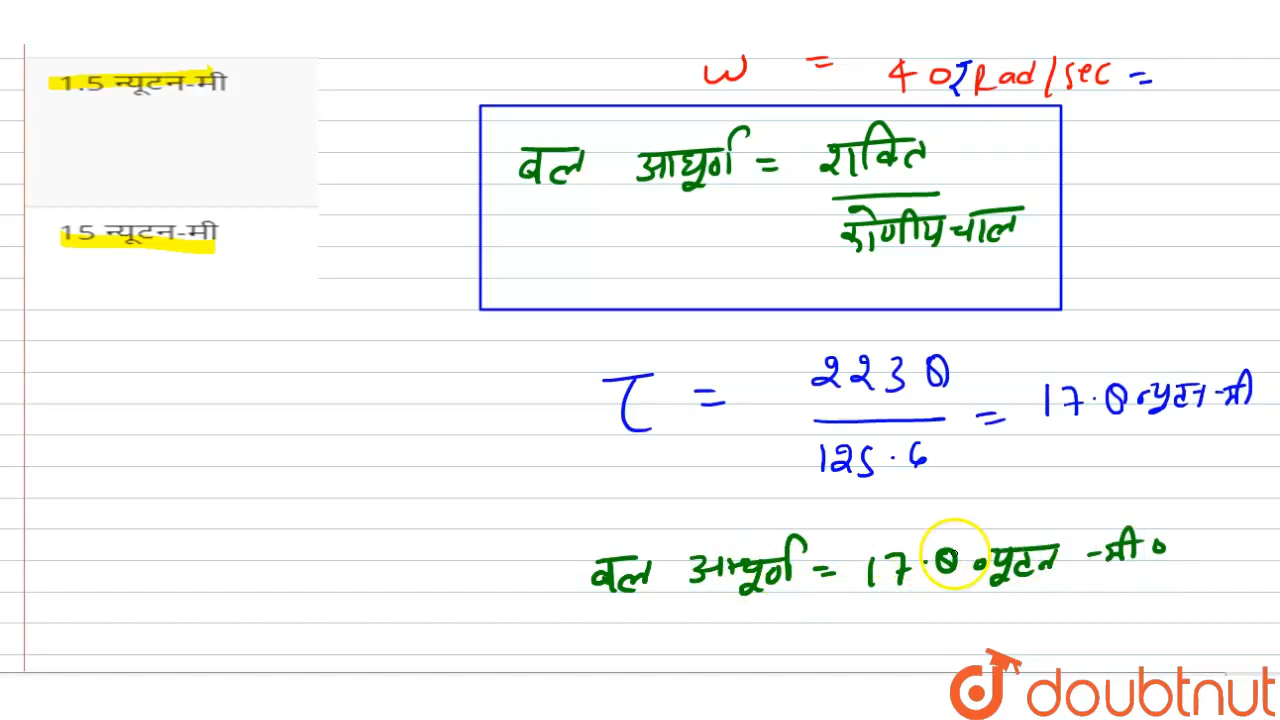 1.5 न्यूटन-मी
15 न्यूटन-मी
ω = 40π Rad/sec =
बल आघूर्ण = शक्ति
कोणीय चाल
τ = 2238
125.6
= 17.8 न्यूटन-मी
बल आघूर्ण = 17.8 न्यूटन-मी०
doubtnut